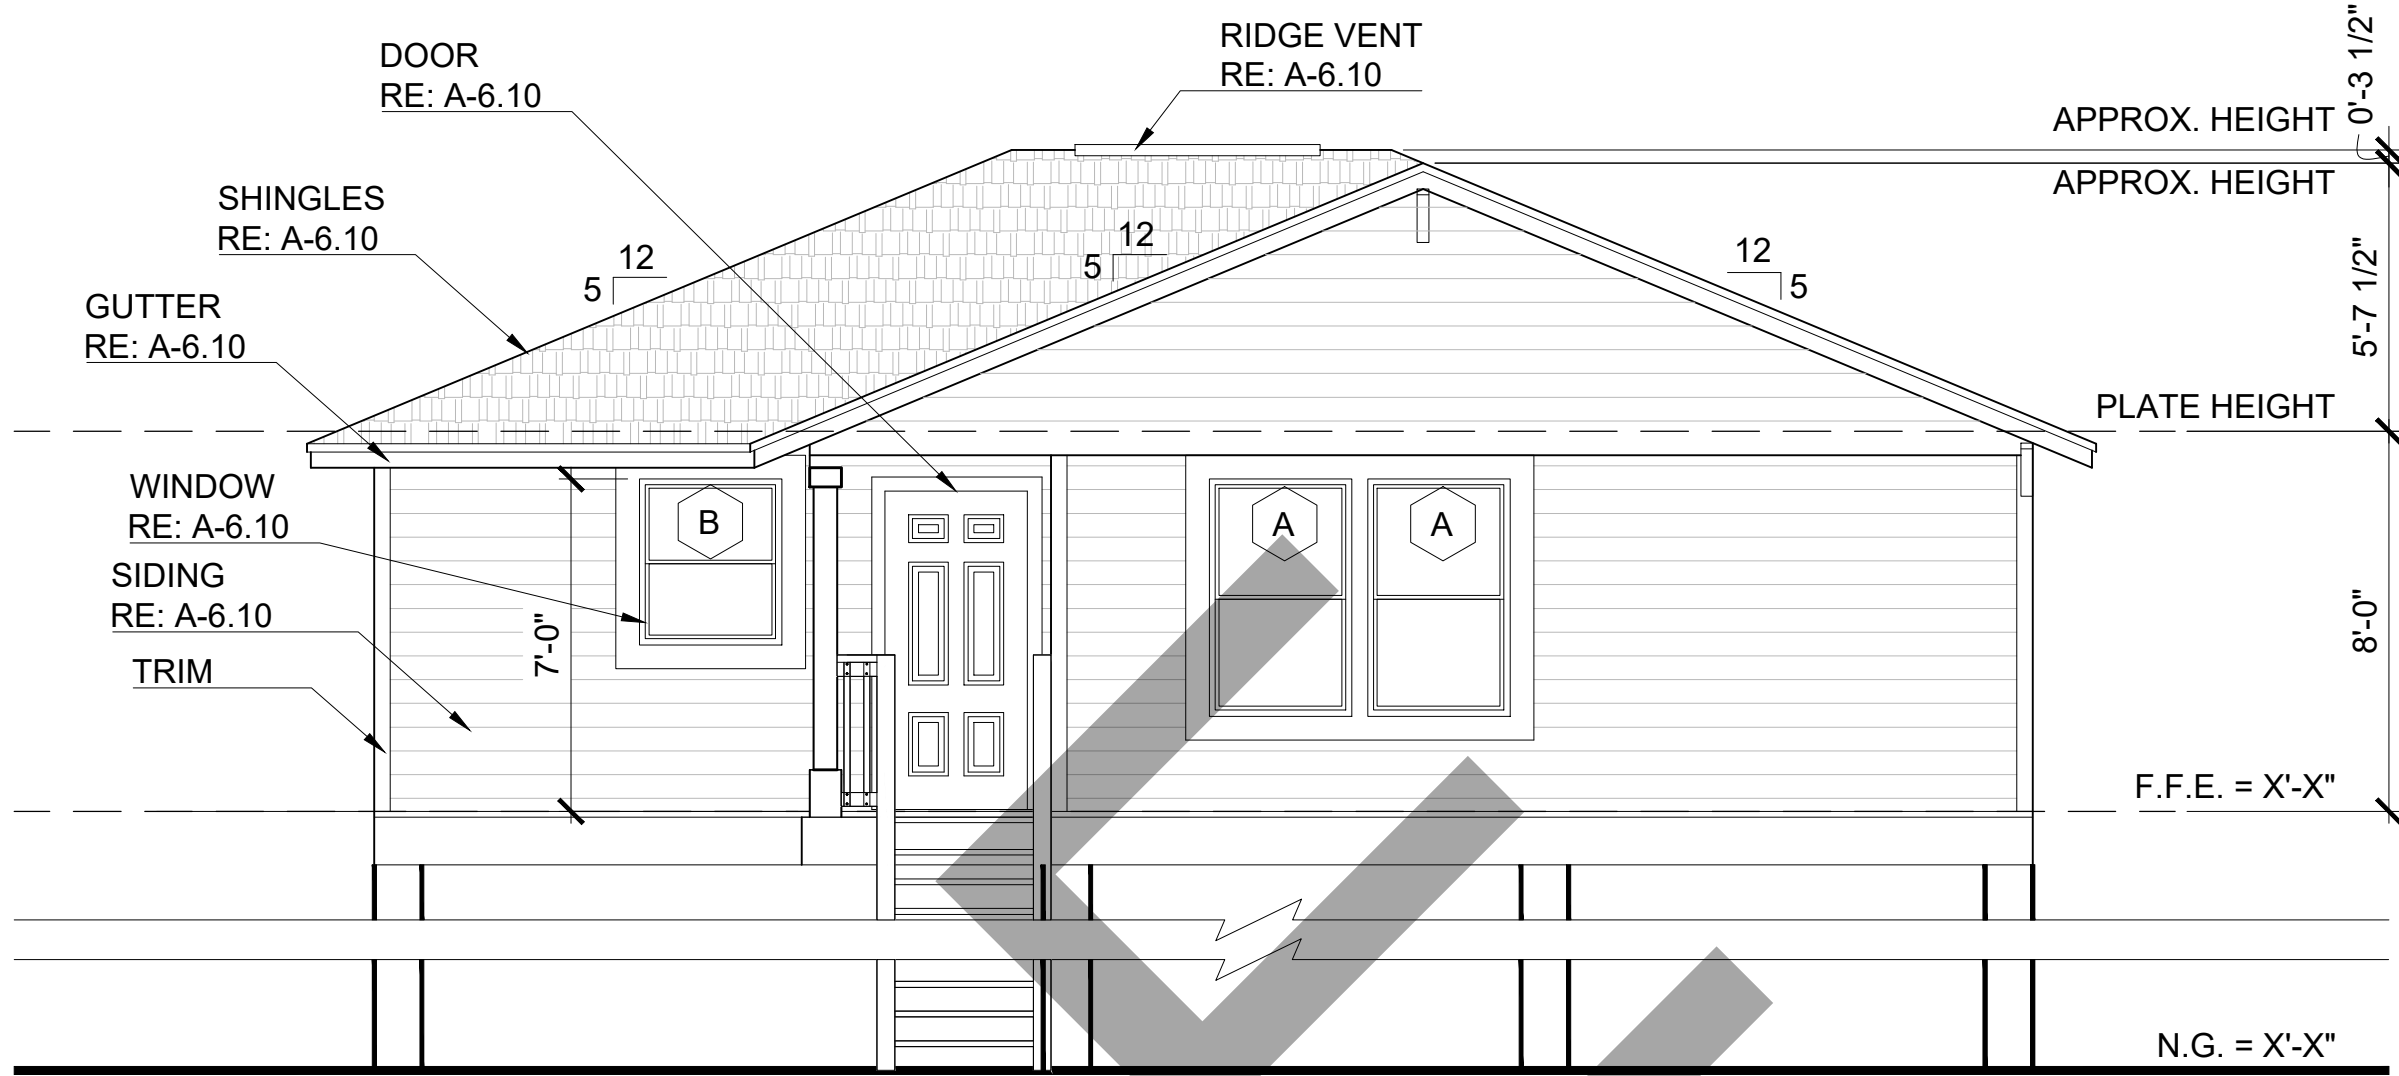 DOOR
RE: A-6.10
RIDGE VENT
RE: A-6.10
0'-3 1/2"
APPROX. HEIGHT
APPROX. HEIGHT
SHINGLES
RE: A-6.10
12
5
12
5
12
5
5'-7 1/2"
GUTTER
RE: A-6.10
PLATE HEIGHT
WINDOW
RE: A-6.10
B
A
A
SIDING
RE: A-6.10
7'-0"
8'-0"
TRIM
F.F.E. = X'-X"
N.G. = X'-X"